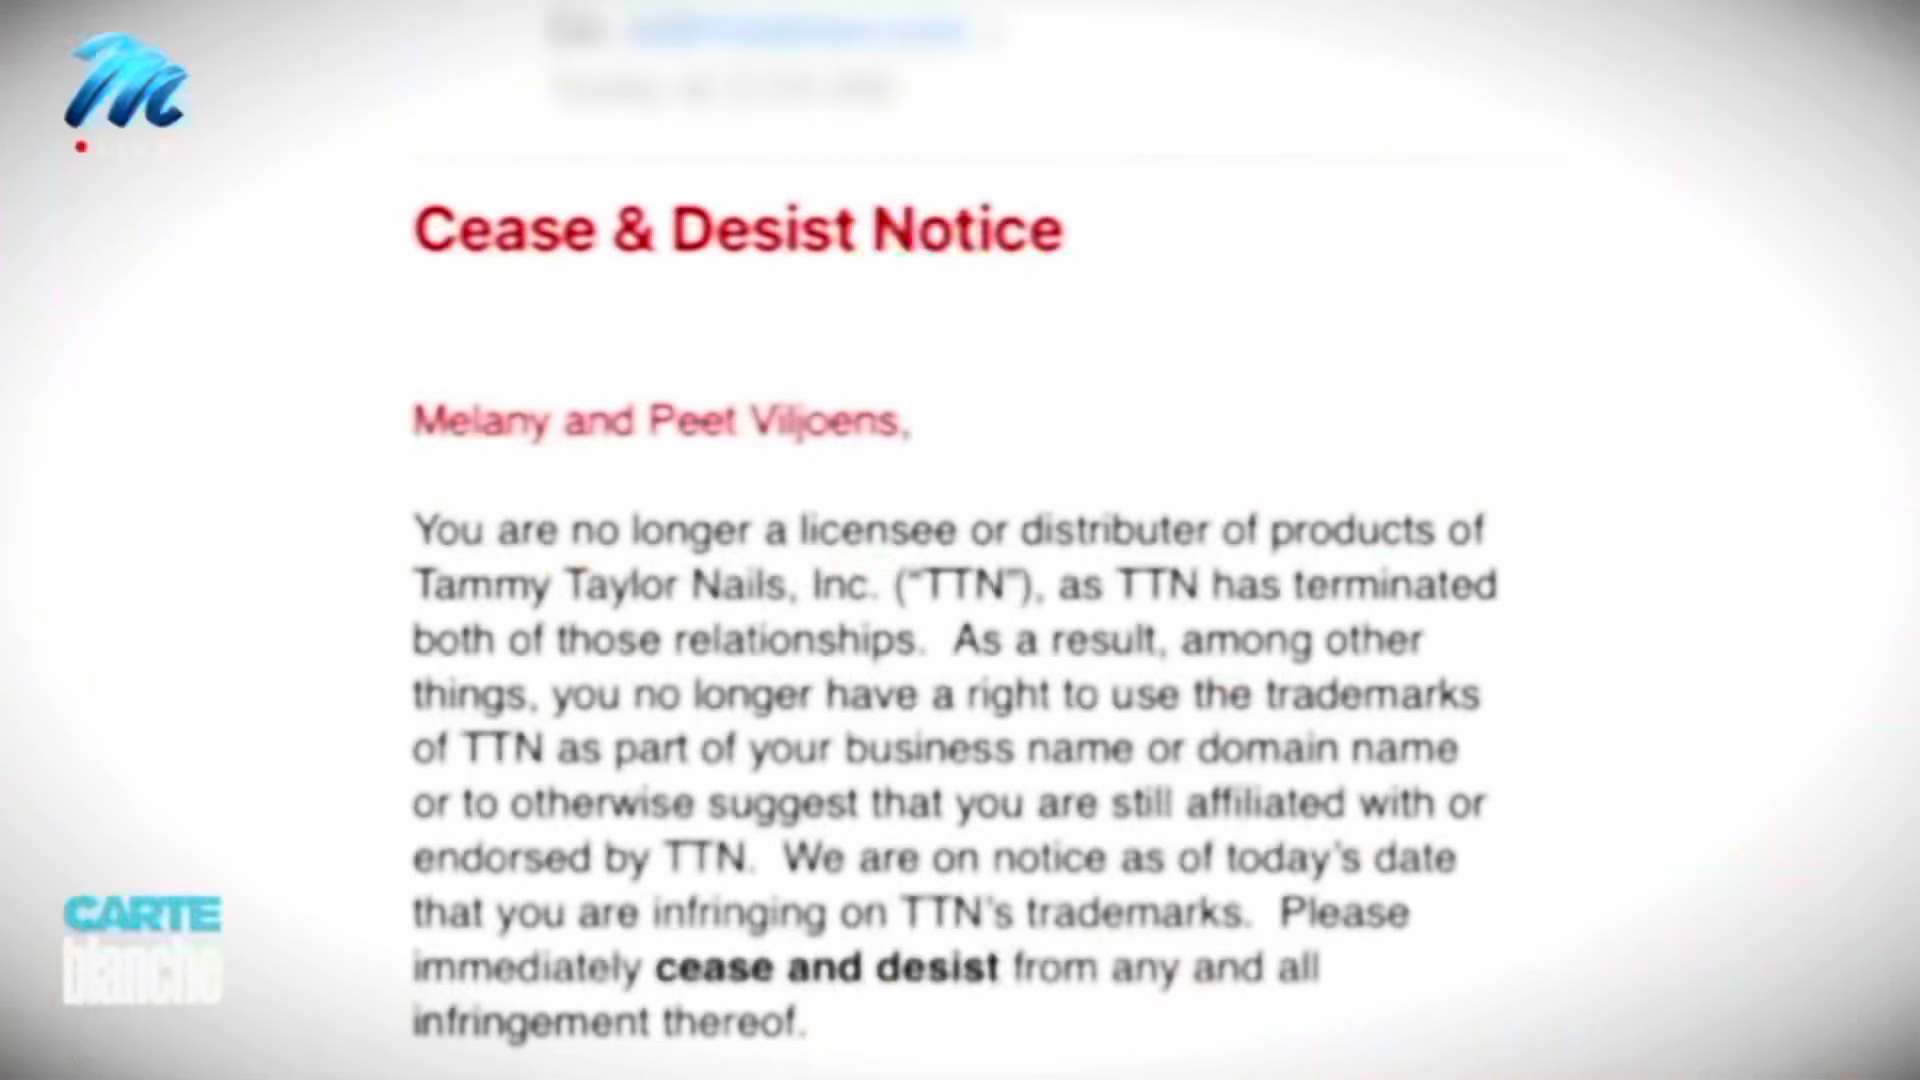 Cease & Desist Notice
Melany and Peet Viljoens,
You are no longer a licensee or distributer of products of
Tammy Taylor Nails, Inc. ("TTN"), as TTN has terminated
both of those relationships.  As a result, among other
things, you no longer have a right to use the trademarks
of TTN as part of your business name or domain name
or to otherwise suggest that you are still affiliated with or
endorsed by TTN.  We are on notice as of today's date
that you are infringing on TTN's trademarks.  Please
immediately cease and desist from any and all
infringement thereof.
CARTE
blanche